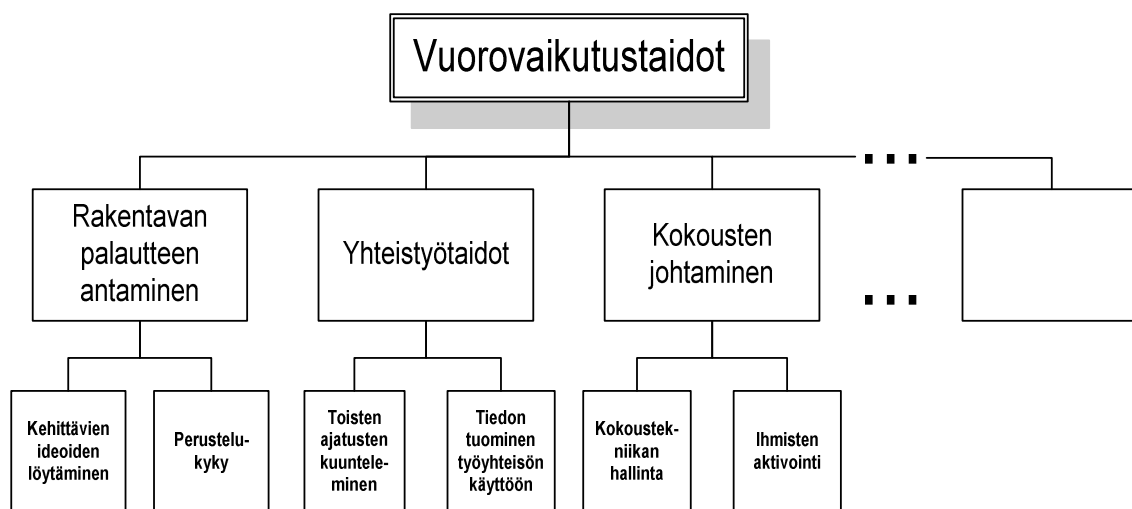 Vuorovaikutustaidot
...
Rakentavan
palautteen
antaminen
Yhteistyötaidot
Kokousten
johtaminen
...
Kehittävien
ideoiden
löytäminen
Perustelu-
kyky
Toisten
ajatusten
kuuntele-
minen
Tiedon
tuominen
työyhteisön
käyttöön
Kokoustek-
niikan
hallinta
Ihmisten
aktivointi